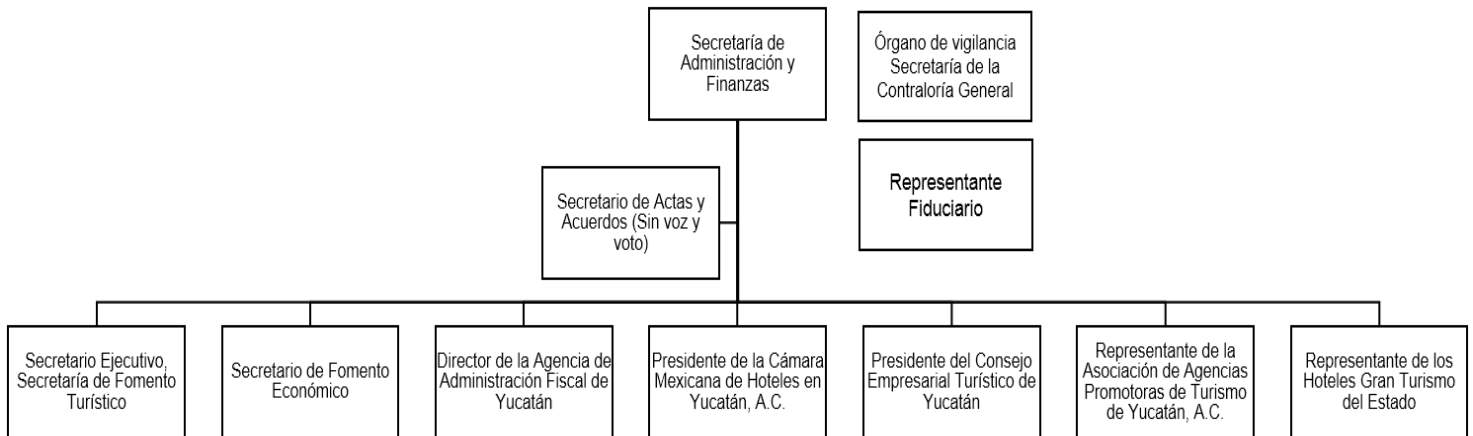 Secretaría de
Administración y
Finanzas
Órgano de vigilancia
Secretaría de la
Contraloría General
Secretario de Actas y
Acuerdos (Sin voz y
voto)
Representante
Fiduciario
Secretario Ejecutivo,
Secretaría de Fomento
Turístico
Secretario de Fomento
Económico
Director de la Agencia de
Administración Fiscal de
Yucatán
Presidente de la Cámara
Mexicana de Hoteles en
Yucatán, A.C.
Presidente del Consejo
Empresarial Turístico de
Yucatán
Representante de la
Asociación de Agencias
Promotoras de Turismo
de Yucatán, A.C.
Representante de los
Hoteles Gran Turismo
del Estado